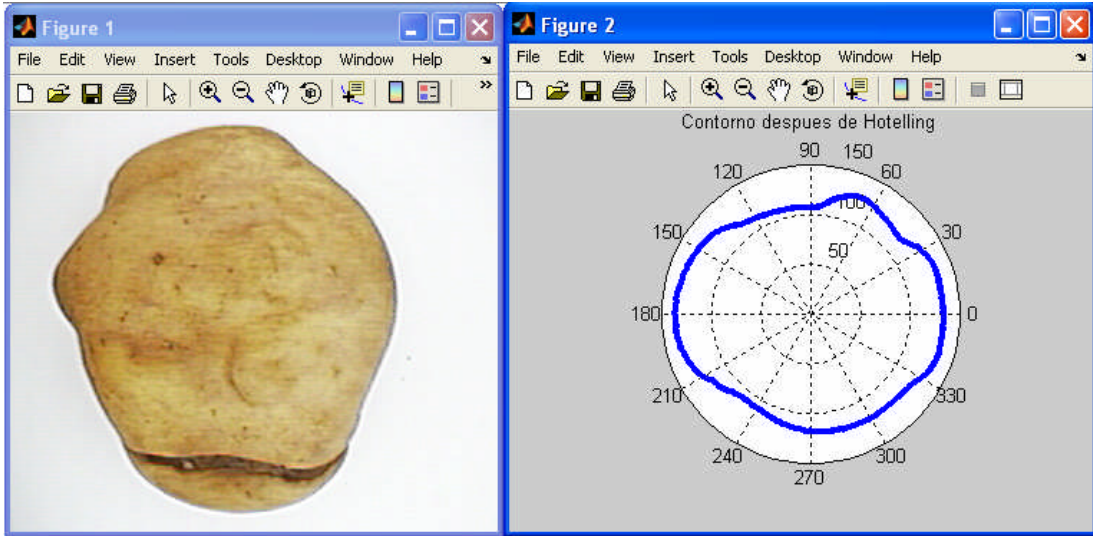 Figure 1
File Edit View Insert Tools Desktop Window Help
Figure 2
File Edit View Insert Tools Desktop Window Help
Contorno despues de Hotelling
90 150
120 60
100
150 30
50
180 0
210 330
240 300
270